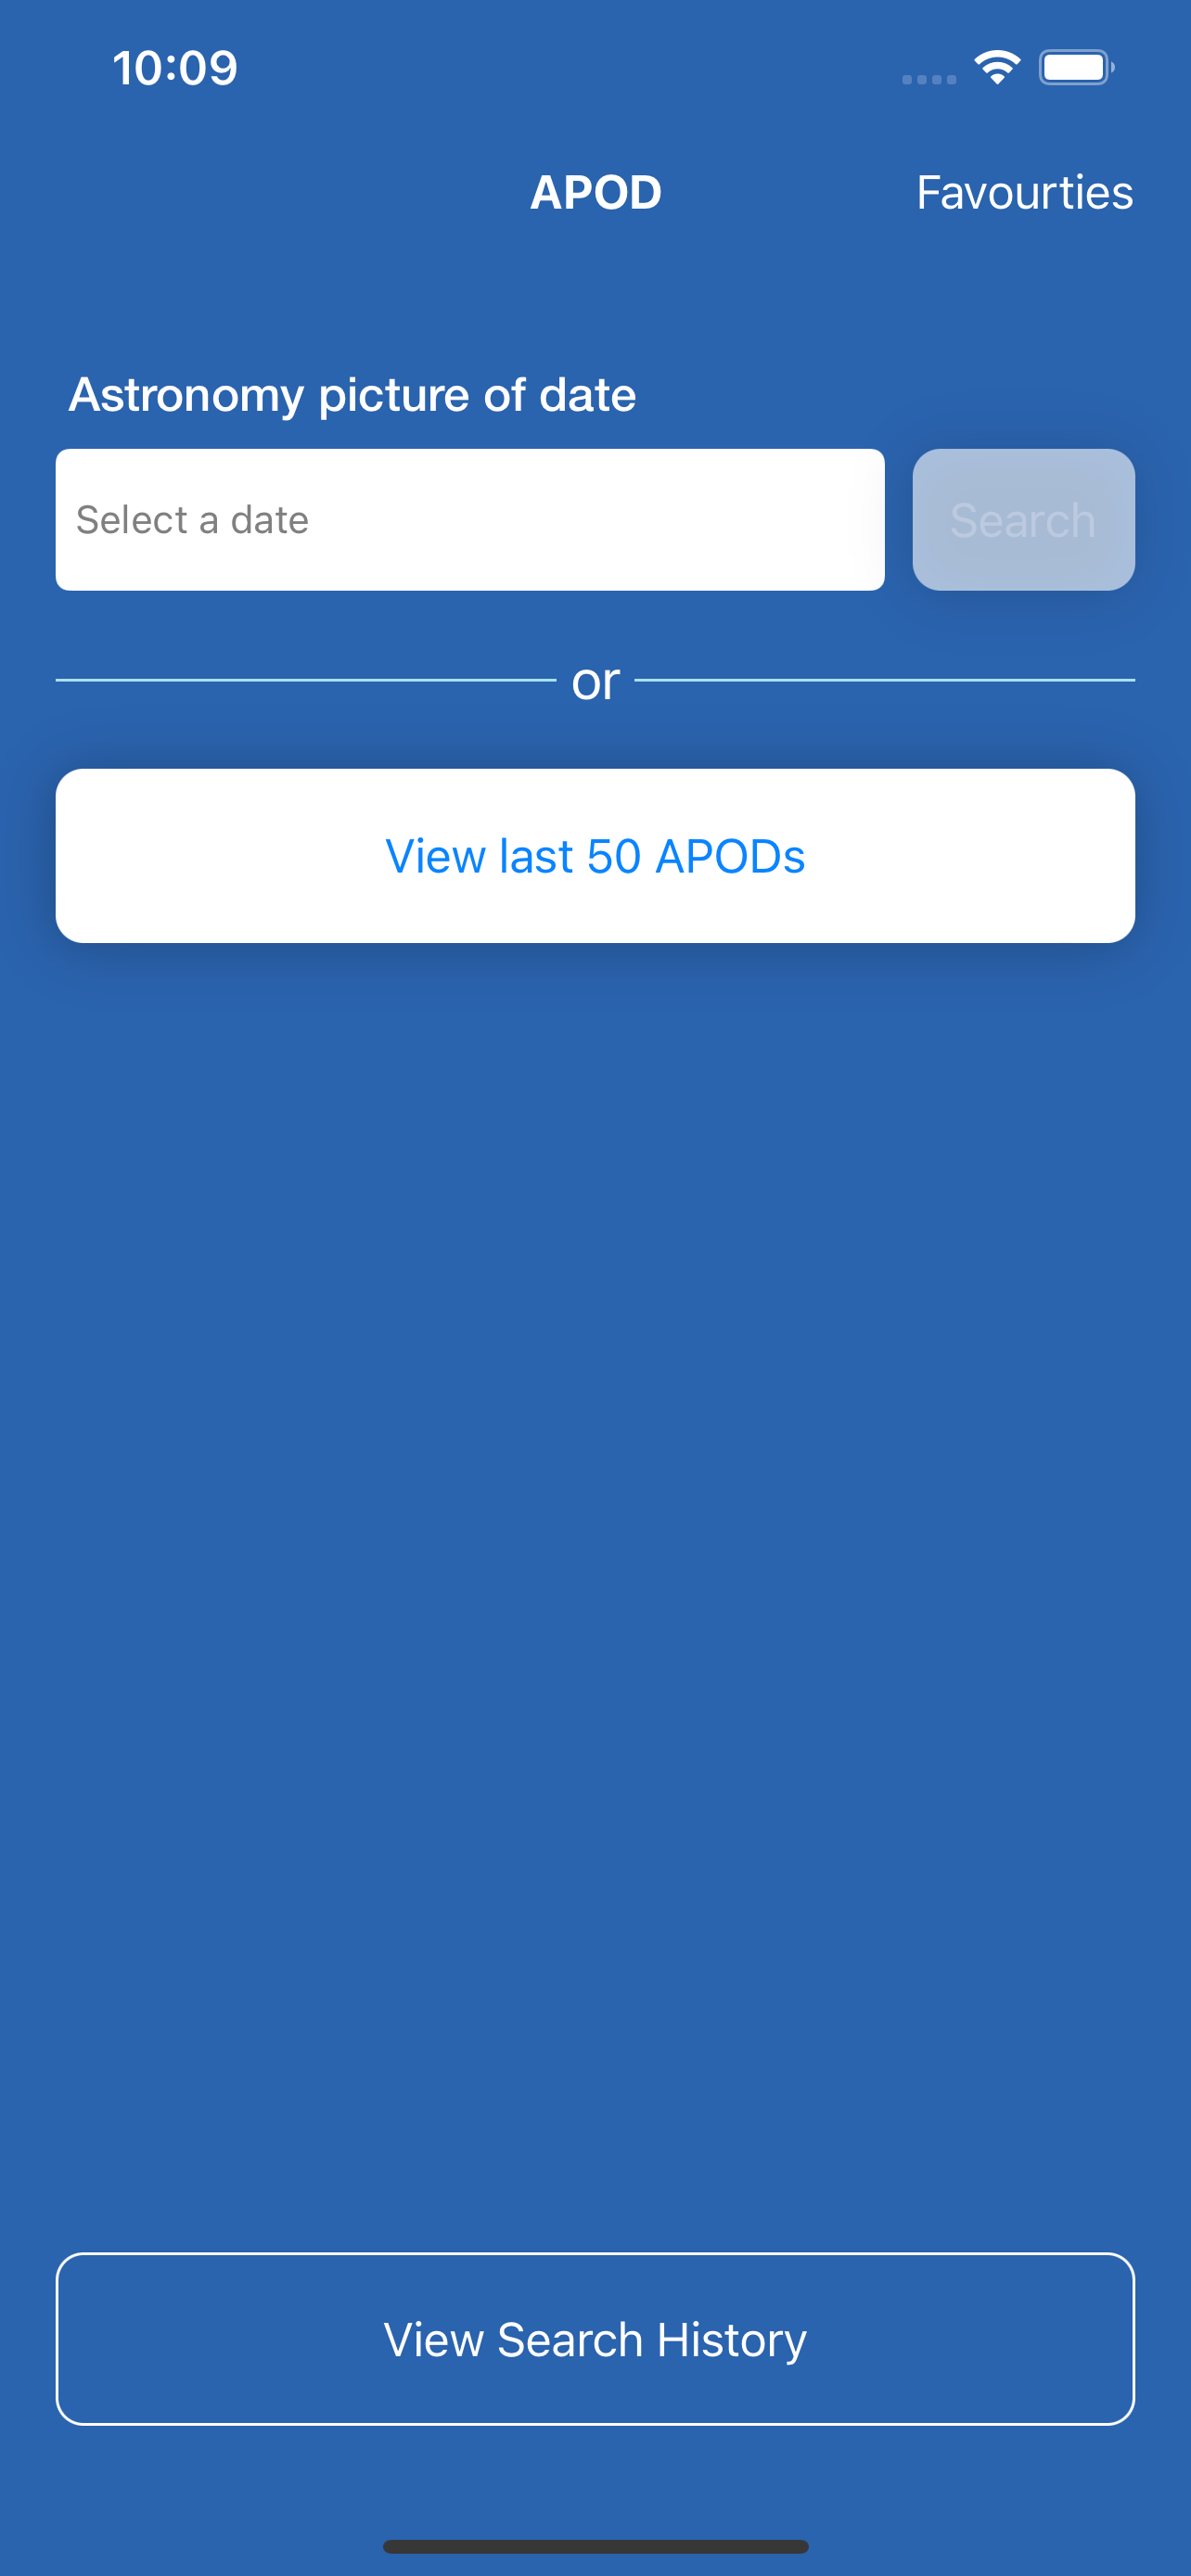 10:09
APOD
Favourties
Astronomy picture of date
Select a date
Search
or
View last 50 APODs
View Search History